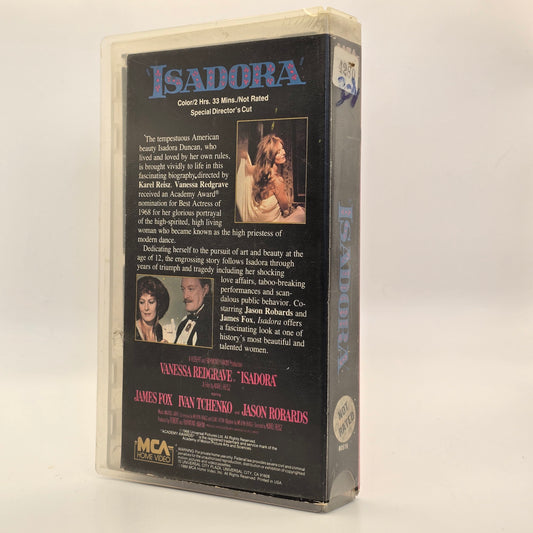 ISADORA
Color/2 Hrs. 33 Mins./Not Rated
Special Director's Cut
The tempestuous American
beauty Isadora Duncan, who
lived and loved by her own rules,
is brought vividly to life in this
fascinating biography, directed by
Karel Reisz. Vanessa Redgrave
received an Academy Award®
nomination for Best Actress of
1968 for her glorious portrayal
of the high-spirited, high living
woman who became known as the high priestess of
modern dance.
Dedicating herself to the pursuit of art and beauty at the
age of 12, the engrossing story follows Isadora through
years of triumph and tragedy including her shocking
love affairs, taboo-breaking
performances and scan-
dalous public behavior. Co-
starring Jason Robards and
James Fox, Isadora offers
a fascinating look at one of
history's most beautiful and
talented women.
VANESSA REDGRAVE "ISADORA"
JAMES FOX IVAN TCHENKO JASON ROBARDS
MCA
HOME VIDEO
ISADORA
NOT
RATED